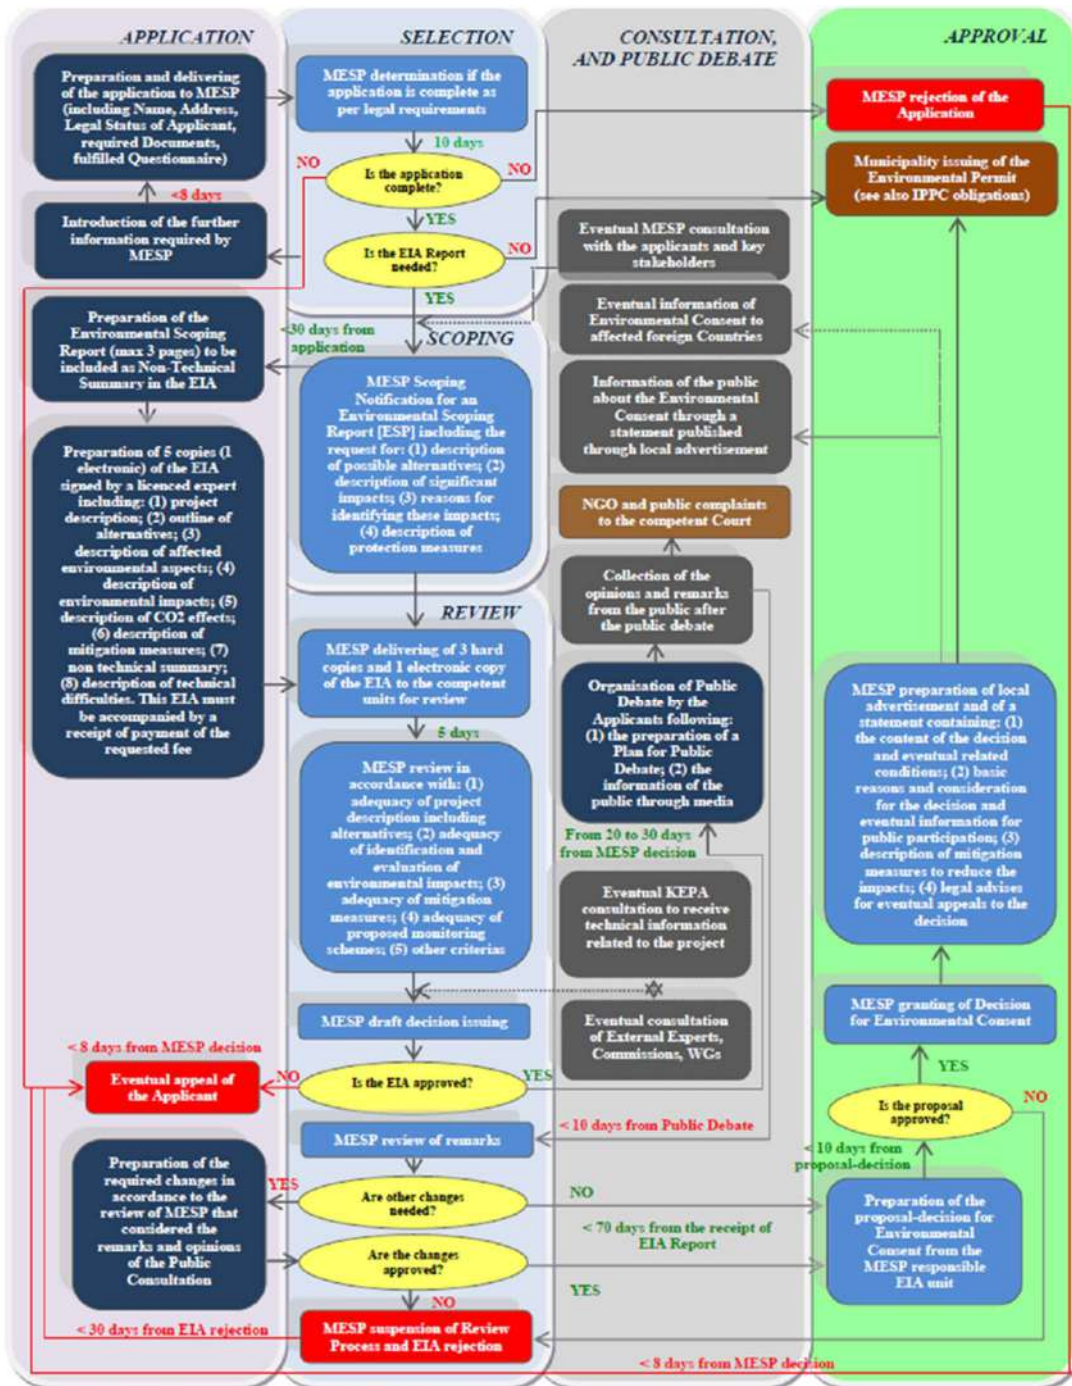 APPLICATION
Preparation and delivering
of the application to MESP
(including Name, Address,
Legal Status of Applicant,
required Documents,
fulfilled Questionnaire)
<8 days
Introduction of the further
information required by
MESP
Preparation of the
Environmental Scoping
Report (max 3 pages) to be
included as Non-Technical
Summary in the EIA
<30 days from
application
Preparation of 5 copies (1
electronic) of the EIA
signed by a licenced expert
including: (1) project
description; (2) outline of
alternatives; (3)
description of affected
environmental aspects; (4)
description of
environmental impacts; (5)
description of CO2 effects;
(6) description of
mitigation measures; (7)
non technical summary;
(8) description of technical
difficulties. This EIA must
be accompanied by a
receipt of payment of the
requested fee
< 8 days from MESP decision
Eventual appeal of
the Applicant
Preparation of the
required changes in
accordance to the
review of MESP that
considered the
remarks and opinions
of the Public
Consultation
< 30 days from EIA rejection
SELECTION
MESP determination if the
application is complete as
per legal requirements
10 days
NO
Is the application
complete?
NO
YES
Is the EIA Report
needed?
NO
YES
SCOPING
MESP Scoping
Notification for an
Environmental Scoping
Report [ESP] including the
request for: (1) description
of possible alternatives; (2)
description of significant
impacts; (3) reasons for
identifying these impacts;
(4) description of
protection measures
REVIEW
MESP delivering of 3 hard
copies and 1 electronic copy
of the EIA to the competent
units for review
5 days
MESP review in
accordance with: (1)
adequacy of project
description including
alternatives; (2) adequacy
of identification and
evaluation of
environmental impacts; (3)
adequacy of mitigation
measures; (4) adequacy of
proposed monitoring
schemes; (5) other criterias
MESP draft decision issuing
NO
Is the EIA approved?
YES
MESP review of remarks
YES
Are other changes
needed?
NO
Are the changes
approved?
YES
NO
MESP suspension of Review
Process and EIA rejection
CONSULTATION,
AND PUBLIC DEBATE
Eventual MESP consultation
with the applicants and key
stakeholders
Eventual information of
Environmental Consent to
affected foreign Countries
Information of the public
about the Environmental
Consent through a
statement published
through local advertisement
NGO and public complaints
to the competent Court
Collection of the
opinions and remarks
from the public after
the public debate
Organisation of Public
Debate by the
Applicants following:
(1) the preparation of a
Plan for Public
Debate; (2) the
information of the
public through media
From 20 to 30 days
from MESP decision
Eventual KEPA
consultation to receive
technical information
related to the project
Eventual consultation
of External Experts,
Commissions, WGs
< 10 days from Public Debate
< 70 days from the receipt of
EIA Report
APPROVAL
MESP rejection of the
Application
Municipality issuing of the
Environmental Permit
(see also IPPC obligations)
MESP preparation of local
advertisement and of a
statement containing: (1)
the content of the decision
and eventual related
conditions; (2) basic
reasons and consideration
for the decision and
eventual information for
public participation; (3)
description of mitigation
measures to reduce the
impacts; (4) legal advises
for eventual appeals to the
decision
MESP granting of Decision
for Environmental Consent
YES
NO
Is the proposal
approved?
< 10 days from
proposal-decision
Preparation of the
proposal-decision for
Environmental
Consent from the
MESP responsible
EIA unit
< 8 days from MESP decision